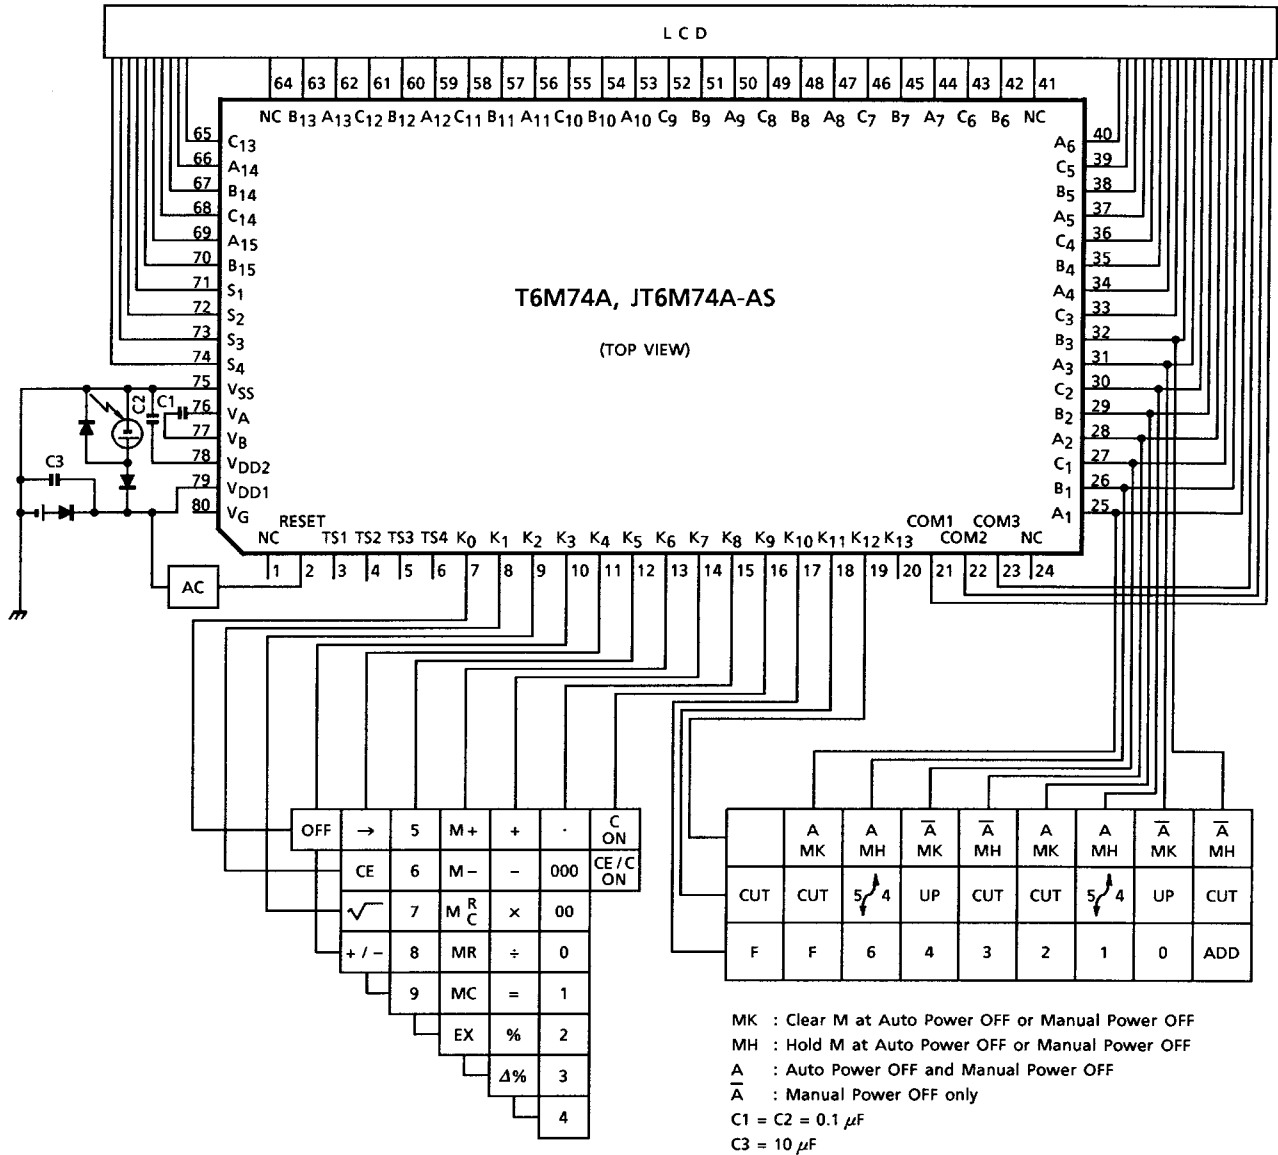 LCD
64 63 62 61 60 59 58 57 56 55 54 53 52 51 50 49 48 47 46 45 44 43 42 41
NC B13 A13 C12 B12 A12 C11 B11 A11 C10 B10 A10 C9 B9 A9 C8 B8 A8 C7 B7 A7 C6 B6 NC
65 C13 A6 40
66 A14 C5 39
67 B14 B5 38
68 C14 A5 37
69 A15 C4 36
70 B15 B4 35
71 S1 A4 34
72 S2 C3 33
73 S3 B3 32
74 S4 A3 31
75 VSS C2 30
76 VA B2 29
77 VB A2 28
78 VDD2 C1 27
79 VDD1 B1 26
80 VG A1 25
T6M74A, JT6M74A-AS
(TOP VIEW)
C2 C1
C3
RESET COM1 COM3
NC TS1 TS2 TS3 TS4 K0 K1 K2 K3 K4 K5 K6 K7 K8 K9 K10 K11 K12 K13 COM2 NC
1 2 3 4 5 6 7 8 9 10 11 12 13 14 15 16 17 18 19 20 21 22 23 24
AC
OFF → 5 M+ + · C ON
CE 6 M− − 000 CE/C ON
√ 7 M R C × 00
+/− 8 MR ÷ 0
9 MC = 1
EX % 2
Δ% 3
4
A MK A MH A̅ MK A̅ MH A MK A MH A̅ MK A̅ MH
CUT CUT 5 4 UP CUT CUT 5 4 UP CUT
F F 6 4 3 2 1 0 ADD
MK : Clear M at Auto Power OFF or Manual Power OFF
MH : Hold M at Auto Power OFF or Manual Power OFF
A : Auto Power OFF and Manual Power OFF
A̅ : Manual Power OFF only
C1 = C2 = 0.1 μF
C3 = 10 μF